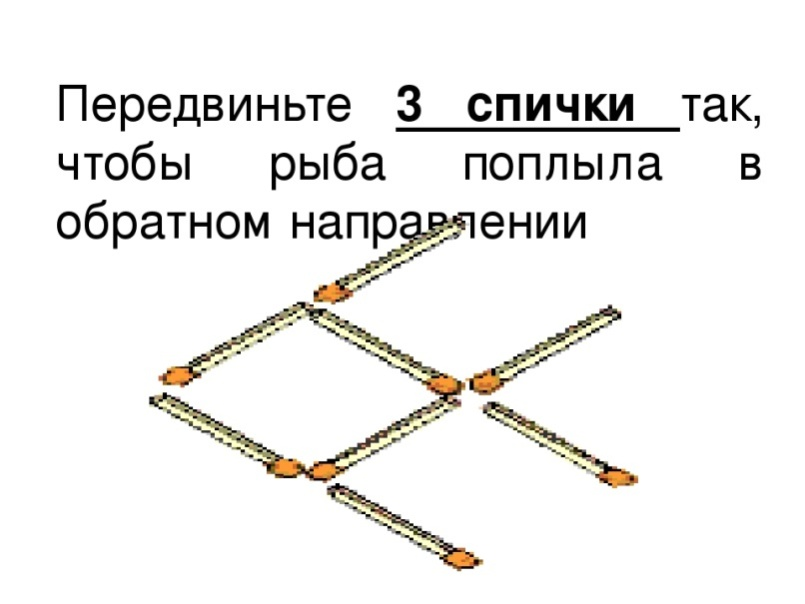 Передвиньте 3 спички так,
чтобы рыба поплыла в
обратном направлении